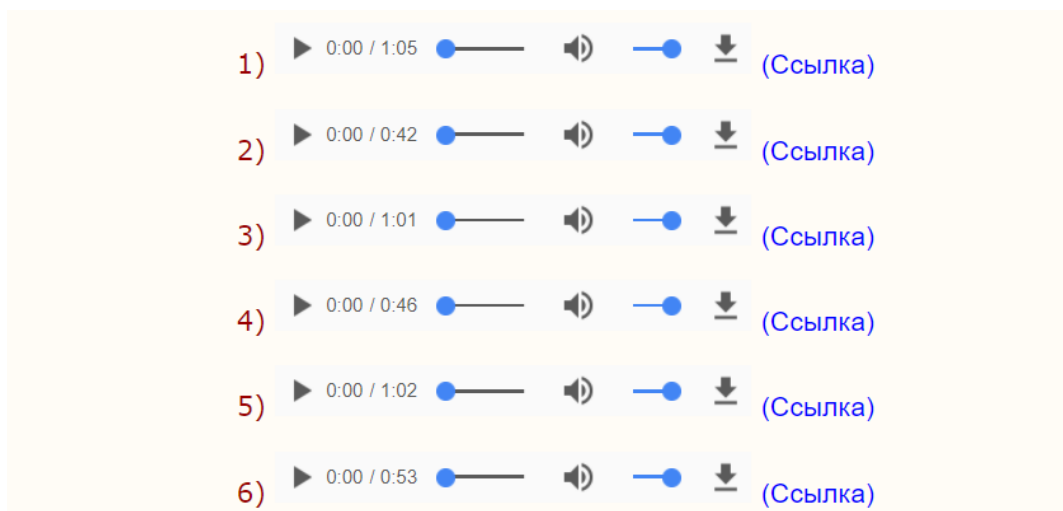 1) 0:00 / 1:05 (Ссылка)
2) 0:00 / 0:42 (Ссылка)
3) 0:00 / 1:01 (Ссылка)
4) 0:00 / 0:46 (Ссылка)
5) 0:00 / 1:02 (Ссылка)
6) 0:00 / 0:53 (Ссылка)